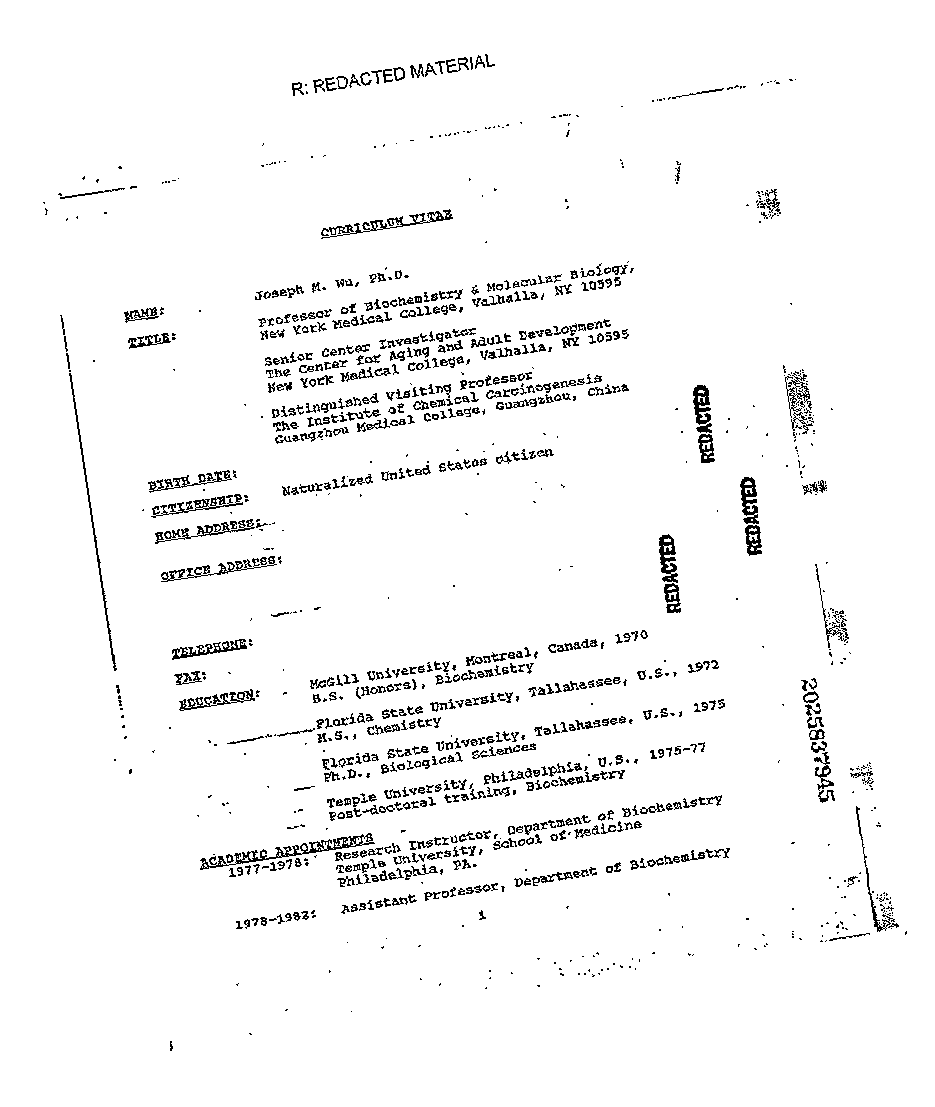 R: REDACTED MATERIAL
CURRICULUM VITAE
NAME: Joseph M. Wu, Ph.D.
TITLE: Professor of Biochemistry & Molecular Biology,
New York Medical College, Valhalla, NY 10595
Senior Center Investigator
The Center for Aging and Adult Development
New York Medical College, Valhalla, NY 10595
Distinguished Visiting Professor
The Institute of Chemical Carcinogenesis
Guangzhou Medical College, Guangzhou, China
BIRTH DATE:
REDACTED
CITIZENSHIP: Naturalized United States citizen
HOME ADDRESS:
REDACTED
OFFICE ADDRESS:
REDACTED
TELEPHONE:
FAX:
EDUCATION: McGill University, Montreal, Canada, 1970
B.S. (Honors), Biochemistry
Florida State University, Tallahassee, U.S., 1972
M.S., Chemistry
Florida State University, Tallahassee, U.S., 1975
Ph.D., Biological Sciences
Temple University, Philadelphia, U.S., 1975-77
Post-doctoral training, Biochemistry
ACADEMIC APPOINTMENTS
1977-1978: Research Instructor, Department of Biochemistry
Temple University, School of Medicine
Philadelphia, PA.
1978-1982: Assistant Professor, Department of Biochemistry
1
2025837945